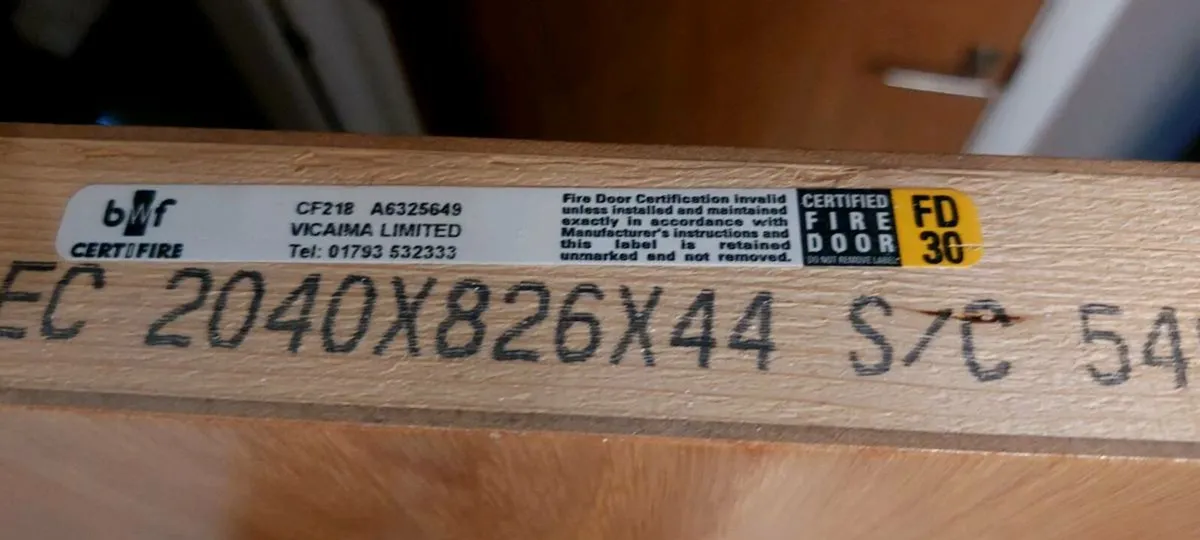 bwf
CERTIFIRE
CF218 A6325649
VICAIMA LIMITED
Tel: 01793 532333
Fire Door Certification invalid
unless installed and maintained
exactly in accordance with
Manufacturer's instructions and
this label is retained
unmarked and not removed.
CERTIFIED
FIRE
DOOR
DO NOT REMOVE LABEL
FD
30
EC 2040X826X44 S/C 54